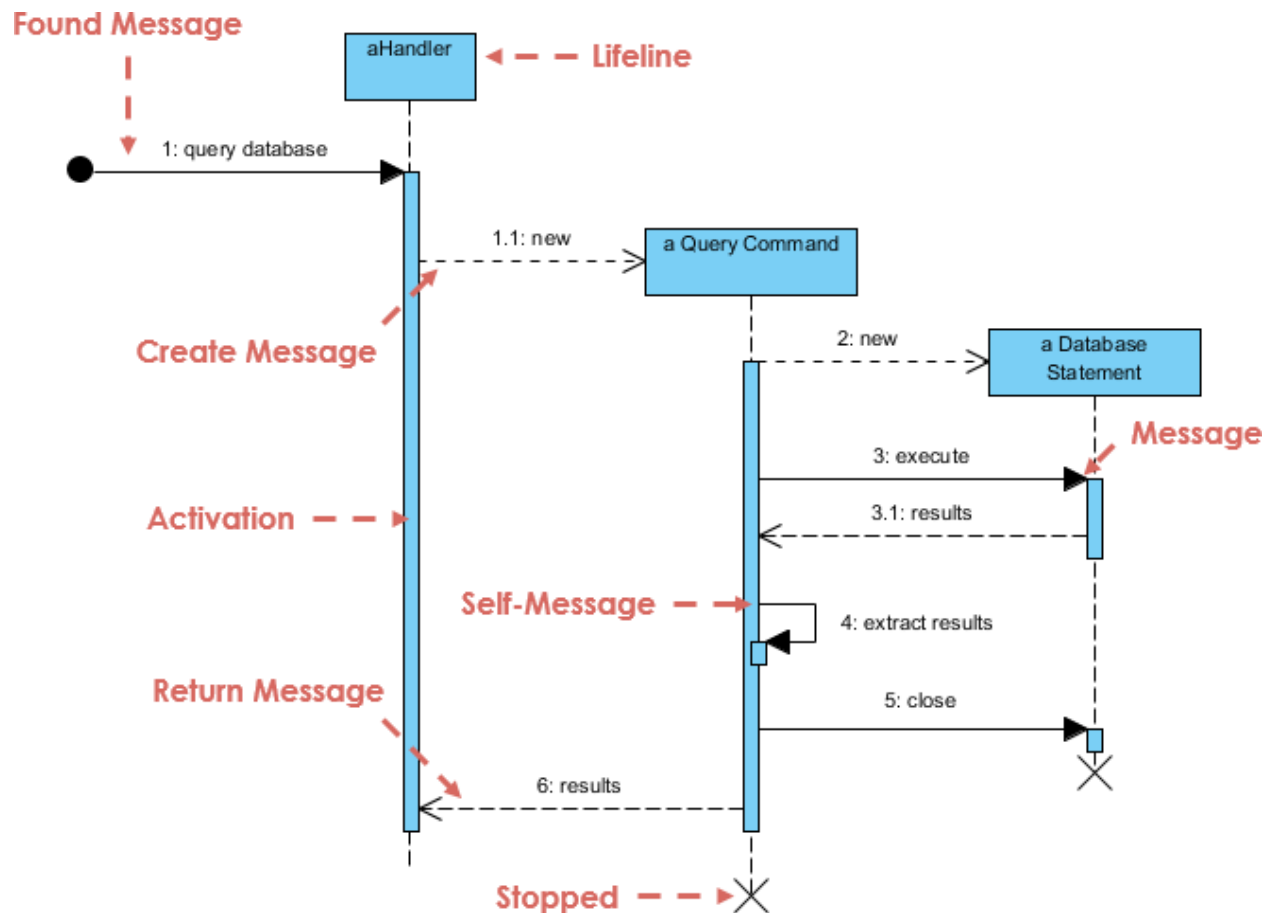 Found Message
aHandler
Lifeline
1: query database
1.1: new
a Query Command
Create Message
2: new
a Database
Statement
Message
3: execute
Activation
3.1: results
Self-Message
4: extract results
Return Message
5: close
6: results
Stopped